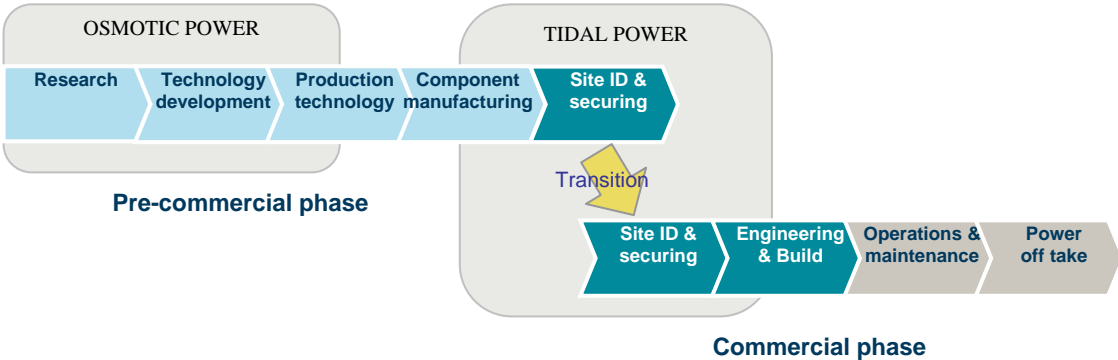 OSMOTIC POWER
TIDAL POWER
Research
Technology
development
Production
technology
Component
manufacturing
Site ID &
securing
Transition
Pre-commercial phase
Site ID &
securing
Engineering
& Build
Operations &
maintenance
Power
off take
Commercial phase